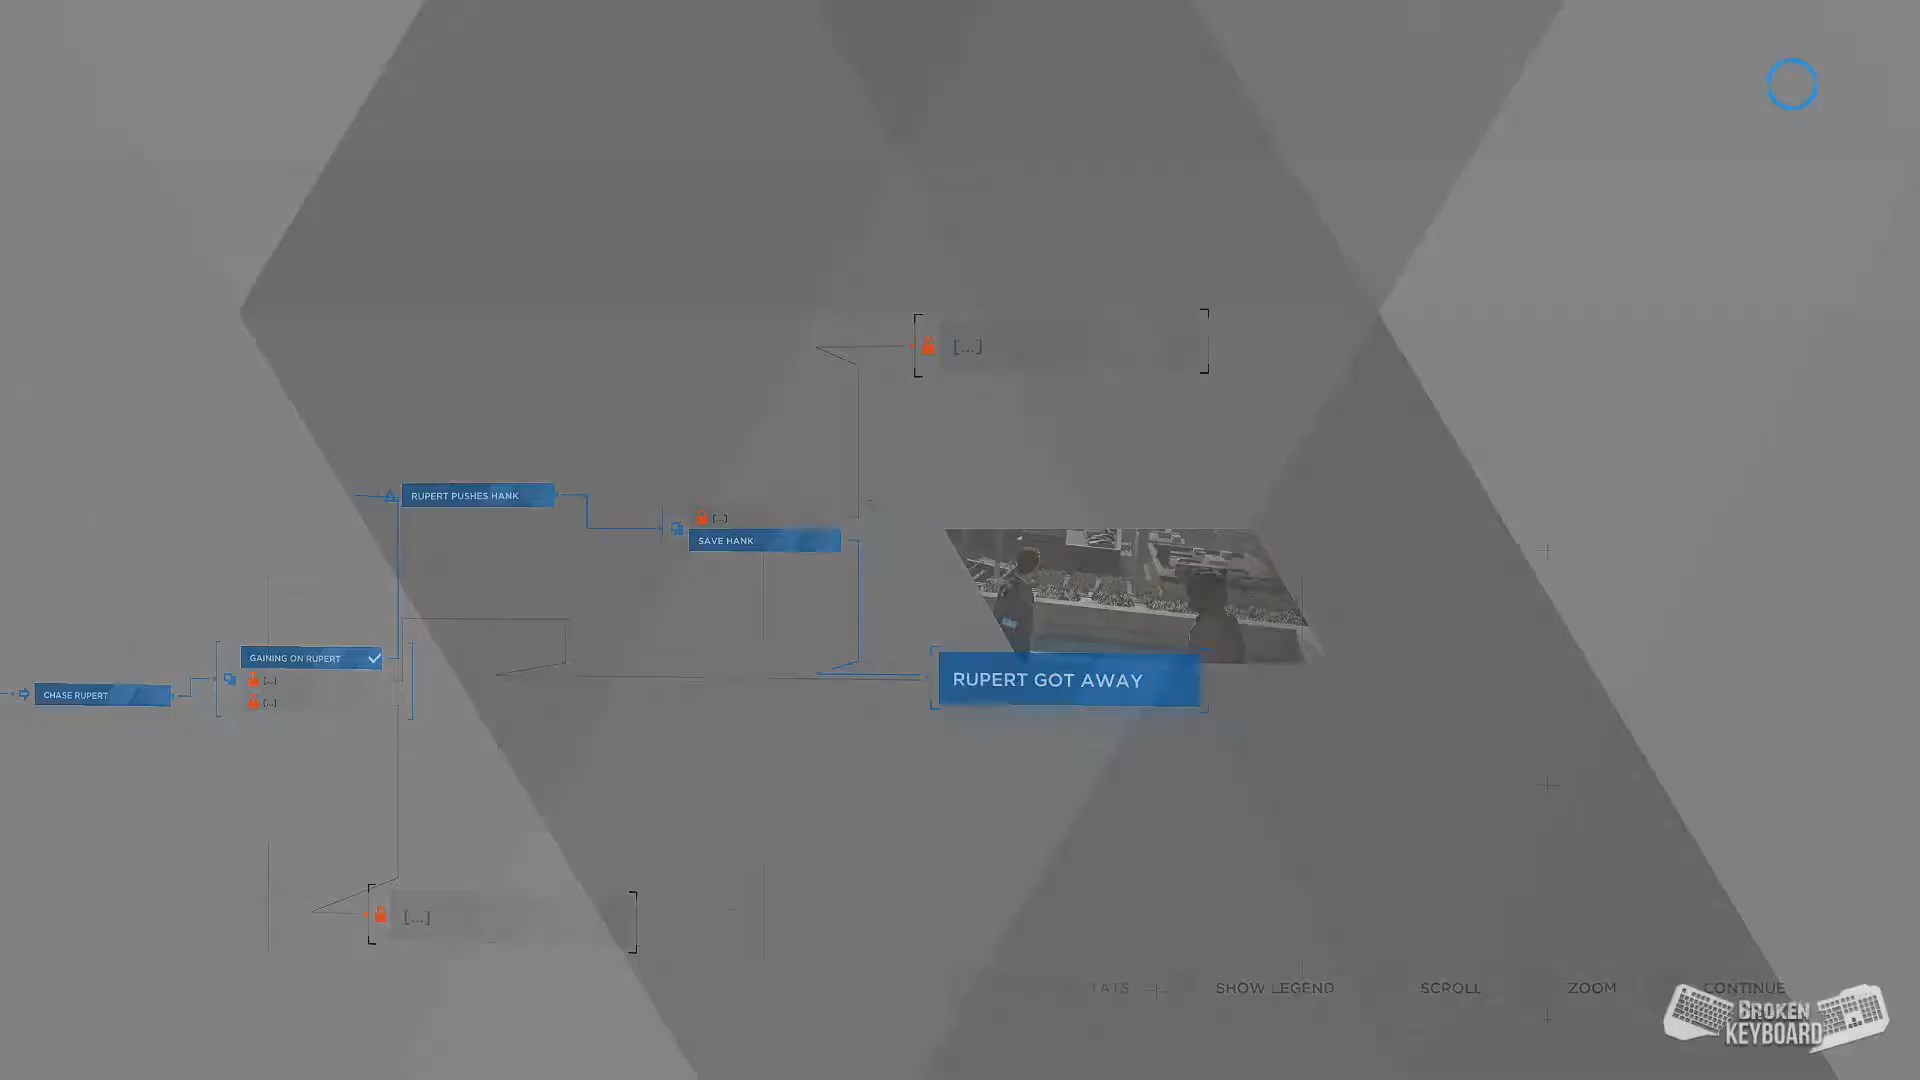 [...]
RUPERT PUSHES HANK
[...]
SAVE HANK
GAINING ON RUPERT
[...]
[...]
CHASE RUPERT
RUPERT GOT AWAY
[...]
TATS
SHOW LEGEND
SCROLL
ZOOM
CONTINUE
BROKEN
KEYBOARD